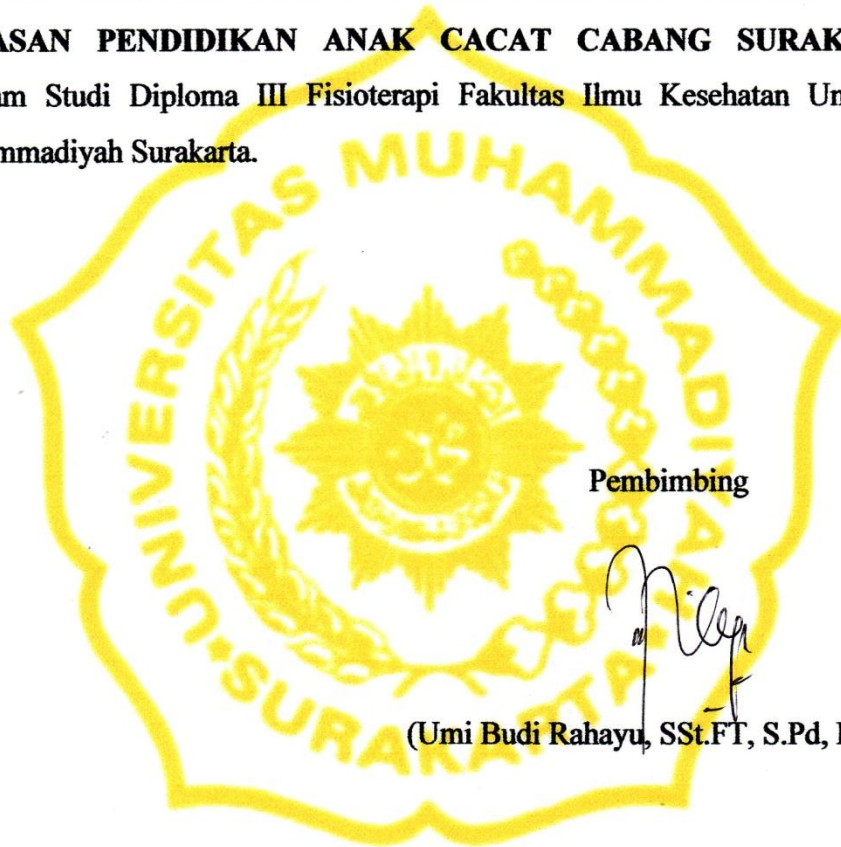 ASAN PENDIDIKAN ANAK CACAT CABANG SURAK
am Studi Diploma III Fisioterapi Fakultas Ilmu Kesehatan Un
mmadiyah Surakarta.
UNIVERSITAS MUHAMMADIYAH
SURAKARTA
Pembimbing
(Umi Budi Rahayu, SSt.FT, S.Pd,